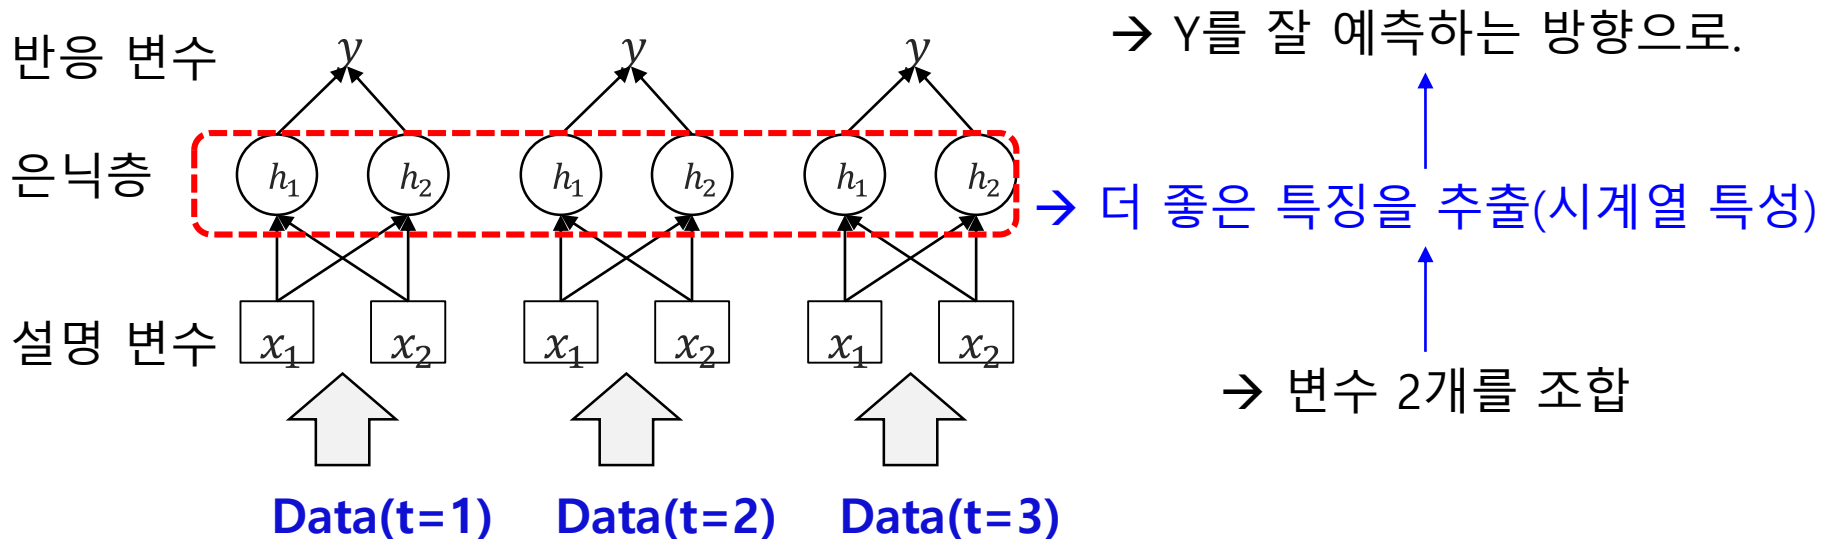 반응 변수 y y y → Y를 잘 예측하는 방향으로.
은닉층 h₁ h₂ h₁ h₂ h₁ h₂ → 더 좋은 특징을 추출(시계열 특성)
설명 변수 x₁ x₂ x₁ x₂ x₁ x₂
→ 변수 2개를 조합
Data(t=1) Data(t=2) Data(t=3)